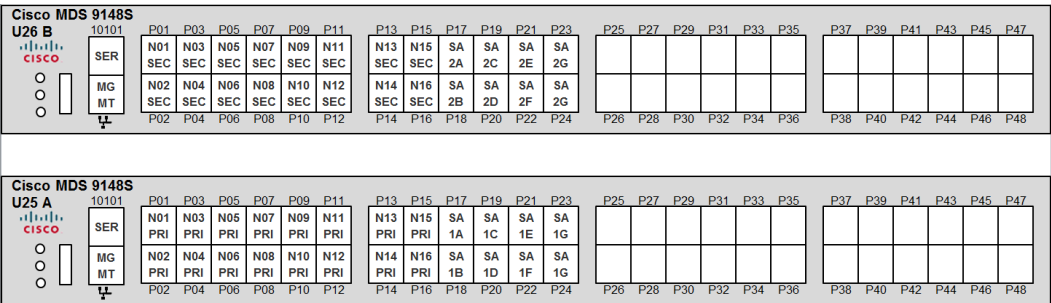 Cisco MDS 9148S
U26 B 10101 P01 P03 P05 P07 P09 P11 P13 P15 P17 P19 P21 P23 P25 P27 P29 P31 P33 P35 P37 P39 P41 P43 P45 P47
CISCO
SER N01 N03 N05 N07 N09 N11 N13 N15 SA SA SA SA
SEC SEC SEC SEC SEC SEC SEC SEC 2A 2C 2E 2G
MG N02 N04 N06 N08 N10 N12 N14 N16 SA SA SA SA
MT SEC SEC SEC SEC SEC SEC SEC SEC 2B 2D 2F 2G
P02 P04 P06 P08 P10 P12 P14 P16 P18 P20 P22 P24 P26 P28 P30 P32 P33 P36 P38 P40 P42 P44 P46 P48
Cisco MDS 9148S
U25 A 10101 P01 P03 P05 P07 P09 P11 P13 P15 P17 P19 P21 P23 P25 P27 P29 P31 P33 P35 P37 P39 P41 P43 P45 P47
CISCO
SER N01 N03 N05 N07 N09 N11 N13 N15 SA SA SA SA
PRI PRI PRI PRI PRI PRI PRI PRI 1A 1C 1E 1G
MG N02 N04 N06 N08 N10 N12 N14 N16 SA SA SA SA
MT PRI PRI PRI PRI PRI PRI PRI PRI 1B 1D 1F 1G
P02 P04 P06 P08 P10 P12 P14 P16 P18 P20 P22 P24 P26 P28 P30 P32 P33 P36 P38 P40 P42 P44 P46 P48